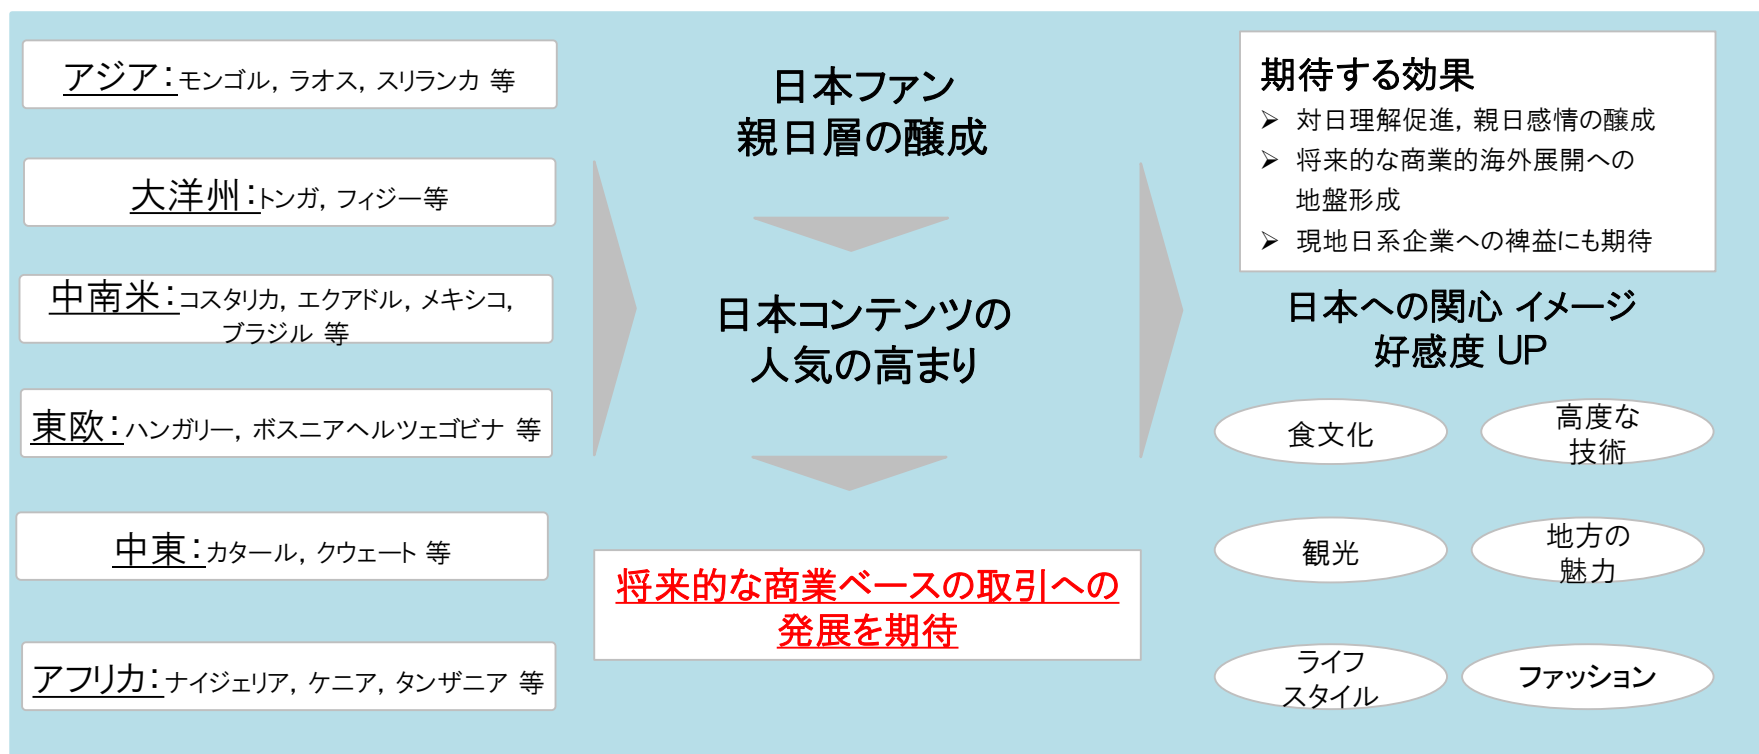 アジア：モンゴル, ラオス, スリランカ 等
大洋州：トンガ, フィジー等
中南米：コスタリカ, エクアドル, メキシコ,
ブラジル 等
東欧：ハンガリー, ボスニアヘルツェゴビナ 等
中東：カタール, クウェート 等
アフリカ：ナイジェリア, ケニア, タンザニア 等
日本ファン
親日層の醸成
日本コンテンツの
人気の高まり
将来的な商業ベースの取引への
発展を期待
期待する効果
➢ 対日理解促進, 親日感情の醸成
➢ 将来的な商業的海外展開への
地盤形成
➢ 現地日系企業への裨益にも期待
日本への関心 イメージ
好感度 UP
食文化
高度な
技術
観光
地方の
魅力
ライフ
スタイル
ファッション